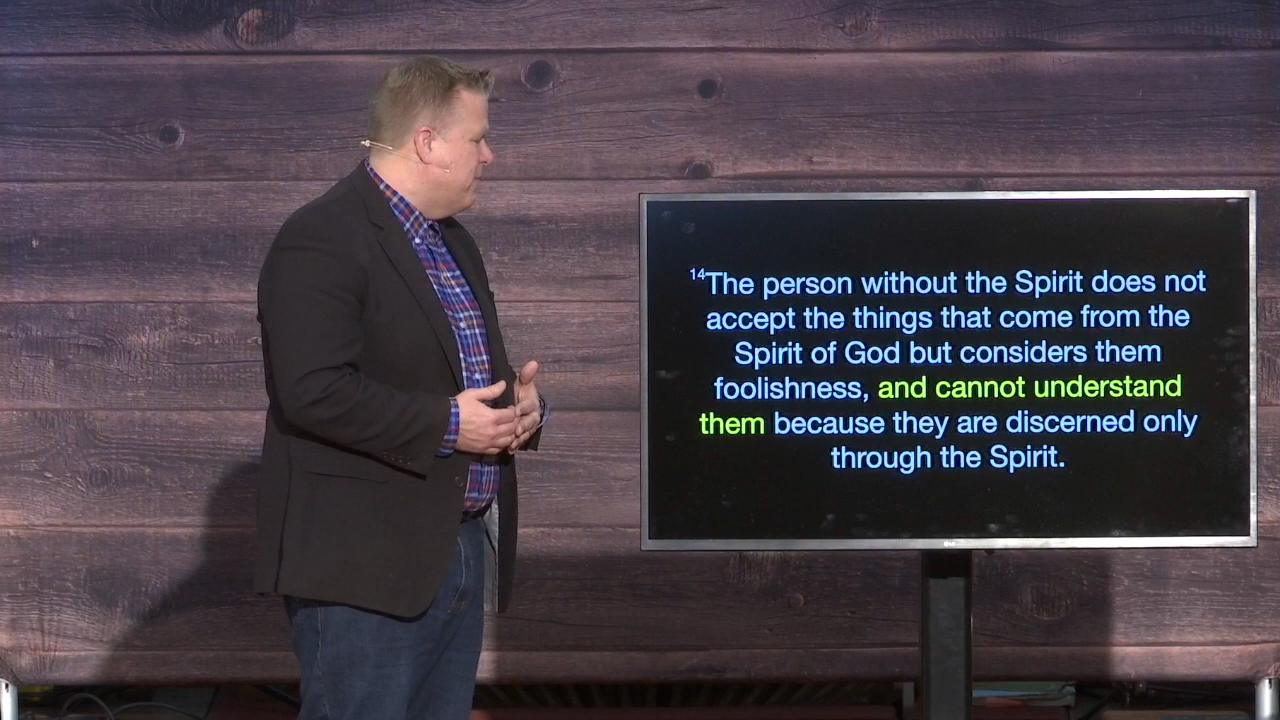 ¹⁴The person without the Spirit does not
accept the things that come from the
Spirit of God but considers them
foolishness, and cannot understand
them because they are discerned only
through the Spirit.